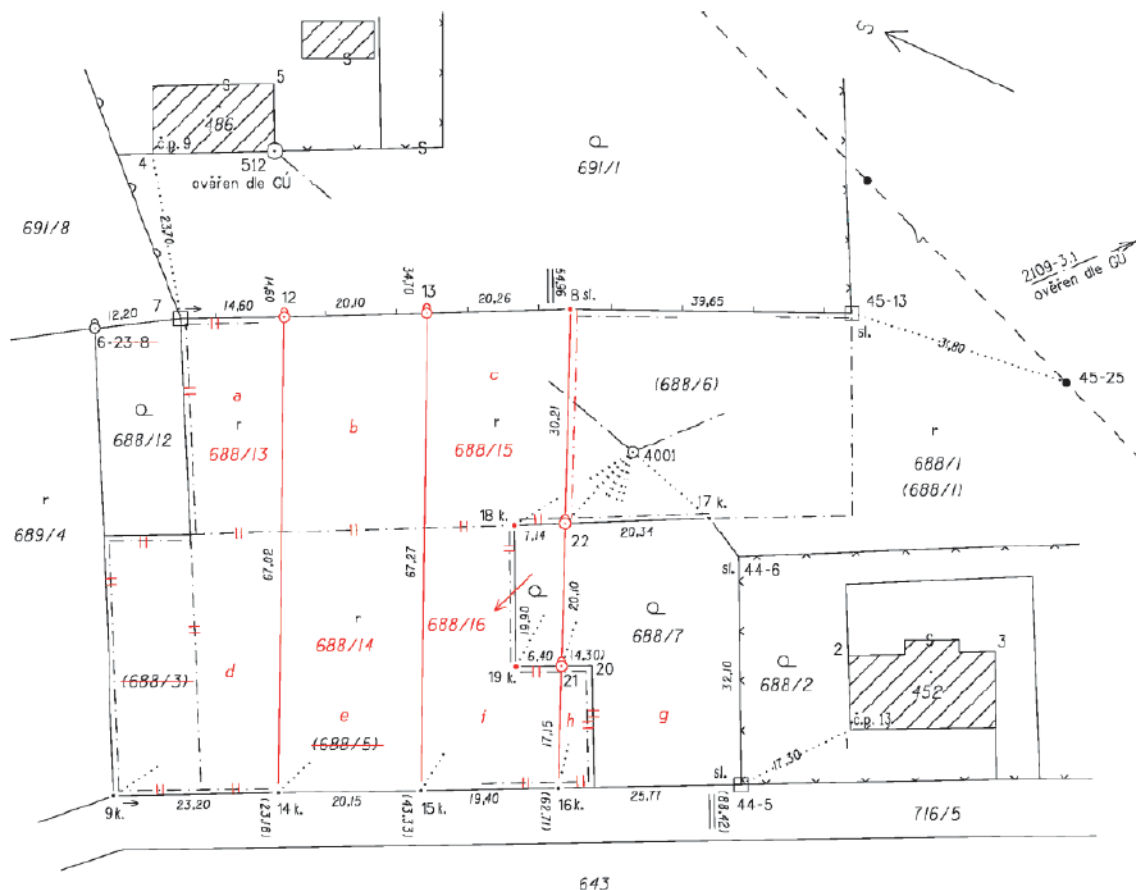 S
5
S
S
486
č.p. 9
4
512
ověřen dle GÚ
S
691/1
691/8
23,70
2109-3.1
ověřen dle GÚ
12,20
7
14,60
14,60
12
20,10
34,70
13
20,26
54,96
8 sl.
39,65
45-13
sl.
31,80
45-25
6-23-8
a
r
688/13
b
c
r
688/15
30,21
(688/6)
4001
r
688/1
(688/1)
688/12
r
689/4
18 k.
7,14
22
20,34
17 k.
sl. 44-6
67,02
67,27
r
688/14
688/16
19,90
20,10
688/7
6,40
(4,30)
19 k.
21
20
32,10
688/2
2
S
3
452
č.p. 13
17,30
(688/3)
d
e
(688/5)
f
h
g
17,15
sl.
9 k.
23,20
(23,18)
14 k.
20,15
(43,33)
15 k.
19,40
(62,71)
16 k.
25,77
(88,42)
44-5
716/5
643